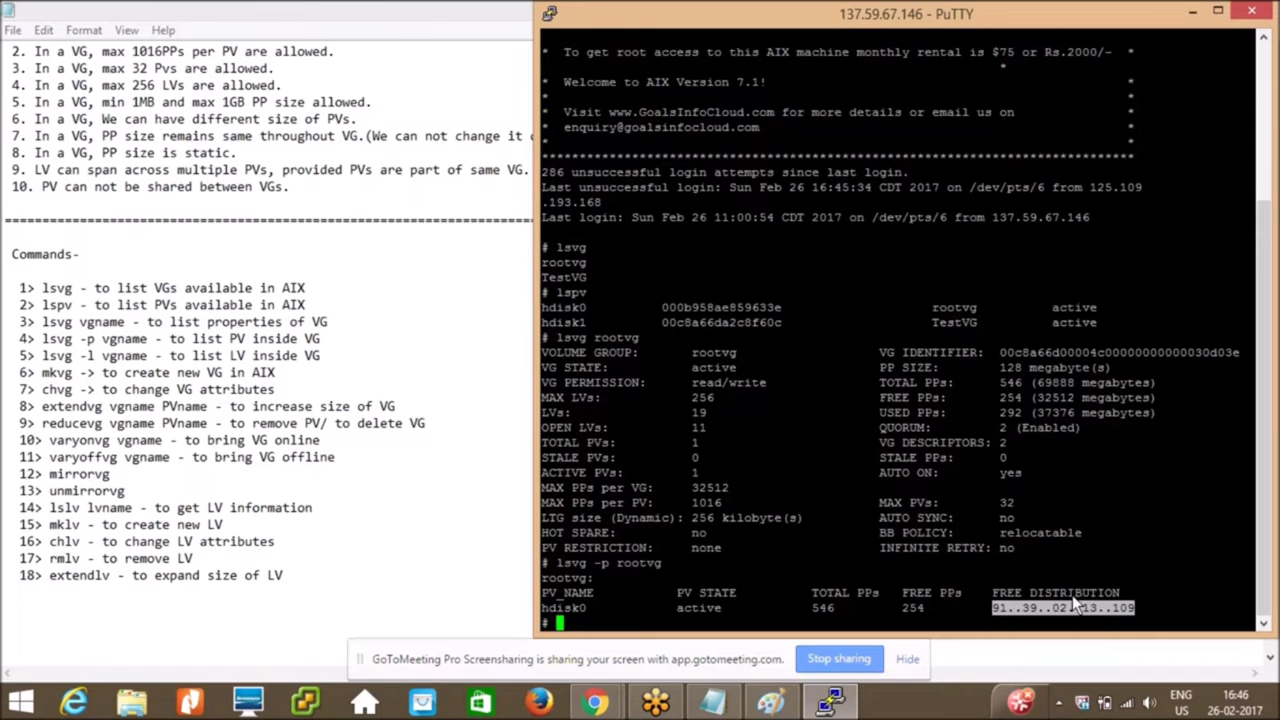 File Edit Format View Help
2. In a VG, max 1016PPs per PV are allowed.
3. In a VG, max 32 Pvs are allowed.
4. In a VG, max 256 LVs are allowed.
5. In a VG, min 1MB and max 1GB PP size allowed.
6. In a VG, We can have different size of PVs.
7. In a VG, PP size remains same throughout VG.(We can not change it
8. In a VG, PP size is static.
9. LV can span across multiple PVs, provided PVs are part of same VG.
10. PV can not be shared between VGs.
==========================================================================
Commands-
1> lsvg - to list VGs available in AIX
2> lspv - to list PVs available in AIX
3> lsvg vgname - to list properties of VG
4> lsvg -p vgname - to list PV inside VG
5> lsvg -l vgname - to list LV inside VG
6> mkvg -> to create new VG in AIX
7> chvg -> to change VG attributes
8> extendvg vgname PVname - to increase size of VG
9> reducevg vgname PVname - to remove PV/ to delete VG
10> varyonvg vgname - to bring VG online
11> varyoffvg vgname - to bring VG offline
12> mirrorvg
13> unmirrorvg
14> lslv lvname - to get LV information
15> mklv - to create new LV
16> chlv - to change LV attributes
17> rmlv - to remove LV
18> extendlv - to expand size of LV
137.59.67.146 - PuTTY
* To get root access to this AIX machine monthly rental is $75 or Rs.2000/- *
*
* Welcome to AIX Version 7.1! *
* *
* Visit www.GoalsInfoCloud.com for more details or email us on *
* enquiry@goalsinfocloud.com *
* *
*******************************************************************************
286 unsuccessful login attempts since last login.
Last unsuccessful login: Sun Feb 26 16:45:34 CDT 2017 on /dev/pts/6 from 125.109
.193.168
Last login: Sun Feb 26 11:00:54 CDT 2017 on /dev/pts/6 from 137.59.67.146
# lsvg
rootvg
TestVG
# lspv
hdisk0 000b958ae859633e rootvg active
hdisk1 00c8a66da2c8f60c TestVG active
# lsvg rootvg
VOLUME GROUP: rootvg VG IDENTIFIER: 00c8a66d00004c00000000000030d03e
VG STATE: active PP SIZE: 128 megabyte(s)
VG PERMISSION: read/write TOTAL PPs: 546 (69888 megabytes)
MAX LVs: 256 FREE PPs: 254 (32512 megabytes)
LVs: 19 USED PPs: 292 (37376 megabytes)
OPEN LVs: 11 QUORUM: 2 (Enabled)
TOTAL PVs: 1 VG DESCRIPTORS: 2
STALE PVs: 0 STALE PPs: 0
ACTIVE PVs: 1 AUTO ON: yes
MAX PPs per VG: 32512
MAX PPs per PV: 1016 MAX PVs: 32
LTG size (Dynamic): 256 kilobyte(s) AUTO SYNC: no
HOT SPARE: no BB POLICY: relocatable
PV RESTRICTION: none INFINITE RETRY: no
# lsvg -p rootvg
rootvg:
PV_NAME PV STATE TOTAL PPs FREE PPs FREE DISTRIBUTION
hdisk0 active 546 254 91..39..02..13..109
#
GoToMeeting Pro Screensharing is sharing your screen with app.gotomeeting.com. Stop sharing Hide
ENG
US
16:46
26-02-2017